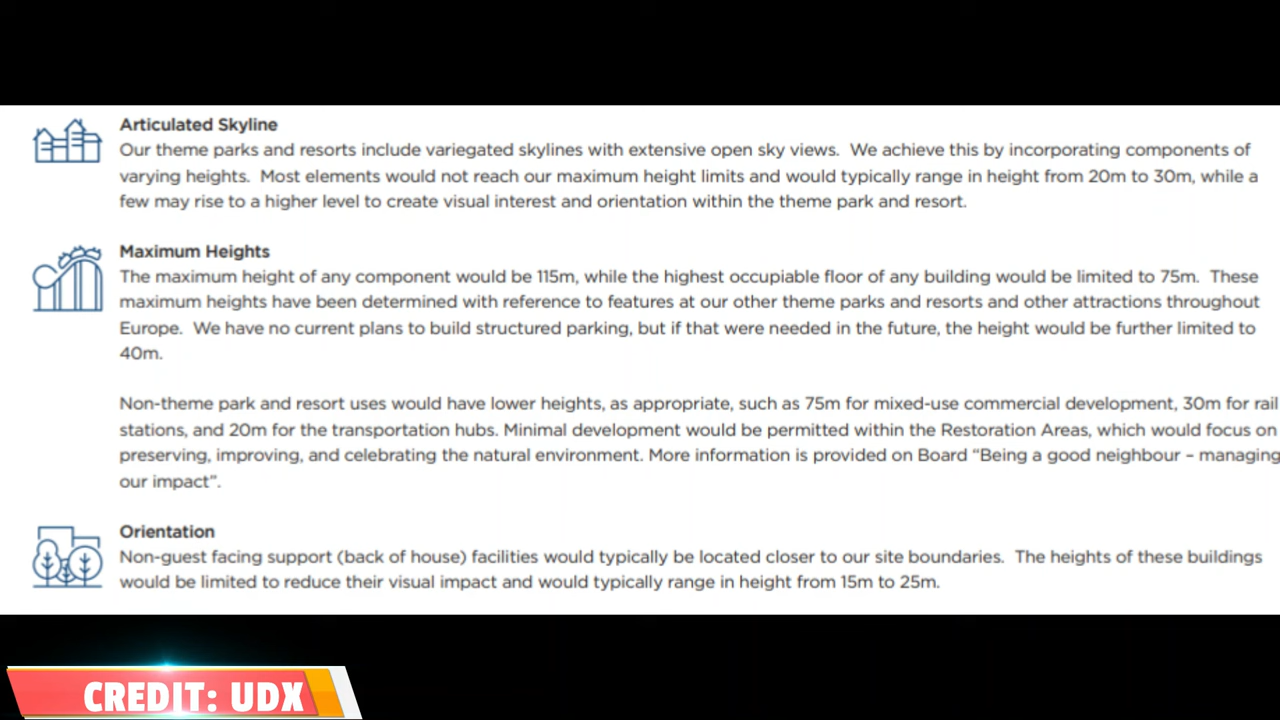 Articulated Skyline
Our theme parks and resorts include variegated skylines with extensive open sky views.  We achieve this by incorporating components of
varying heights.  Most elements would not reach our maximum height limits and would typically range in height from 20m to 30m, while a
few may rise to a higher level to create visual interest and orientation within the theme park and resort.
Maximum Heights
The maximum height of any component would be 115m, while the highest occupiable floor of any building would be limited to 75m.  These
maximum heights have been determined with reference to features at our other theme parks and resorts and other attractions throughout
Europe.  We have no current plans to build structured parking, but if that were needed in the future, the height would be further limited to
40m.
Non-theme park and resort uses would have lower heights, as appropriate, such as 75m for mixed-use commercial development, 30m for rail
stations, and 20m for the transportation hubs. Minimal development would be permitted within the Restoration Areas, which would focus on
preserving, improving, and celebrating the natural environment. More information is provided on Board “Being a good neighbour – managing
our impact”.
Orientation
Non-guest facing support (back of house) facilities would typically be located closer to our site boundaries.  The heights of these buildings
would be limited to reduce their visual impact and would typically range in height from 15m to 25m.
CREDIT: UDX